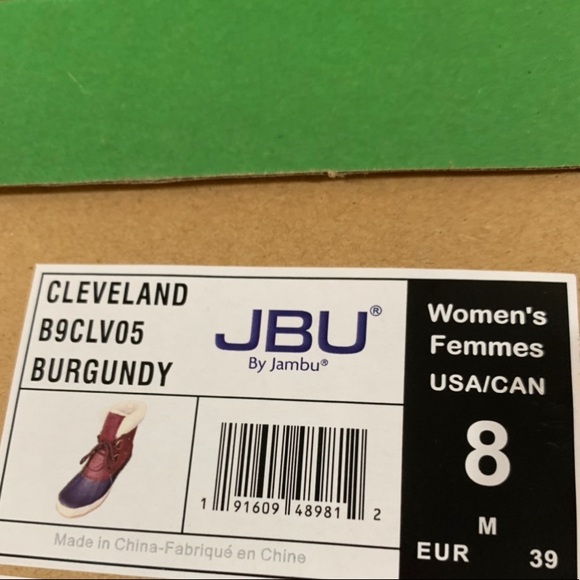 CLEVELAND
B9CLV05
BURGUNDY
JBU®
By Jambu®
Women's
Femmes
USA/CAN
8
M
EUR 39
1 91609 48981 2
Made in China-Fabriqué en Chine